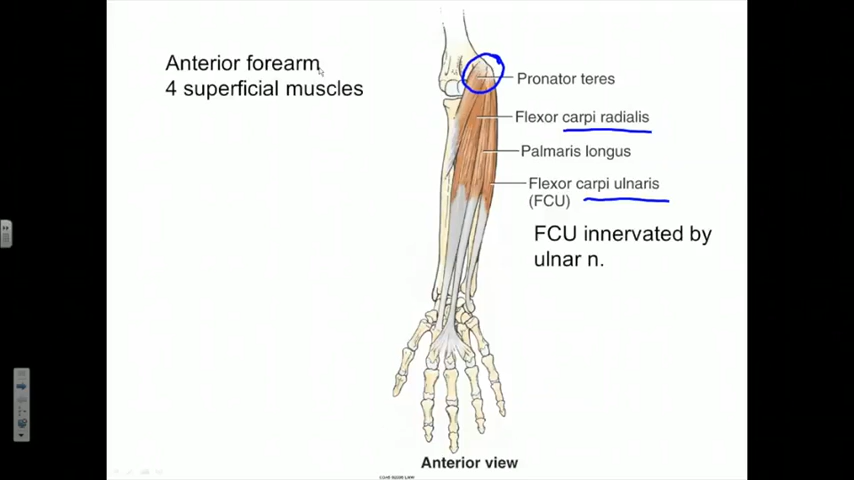 Anterior forearm
4 superficial muscles
Pronator teres
Flexor carpi radialis
Palmaris longus
Flexor carpi ulnaris
(FCU)
FCU innervated by
ulnar n.
Anterior view